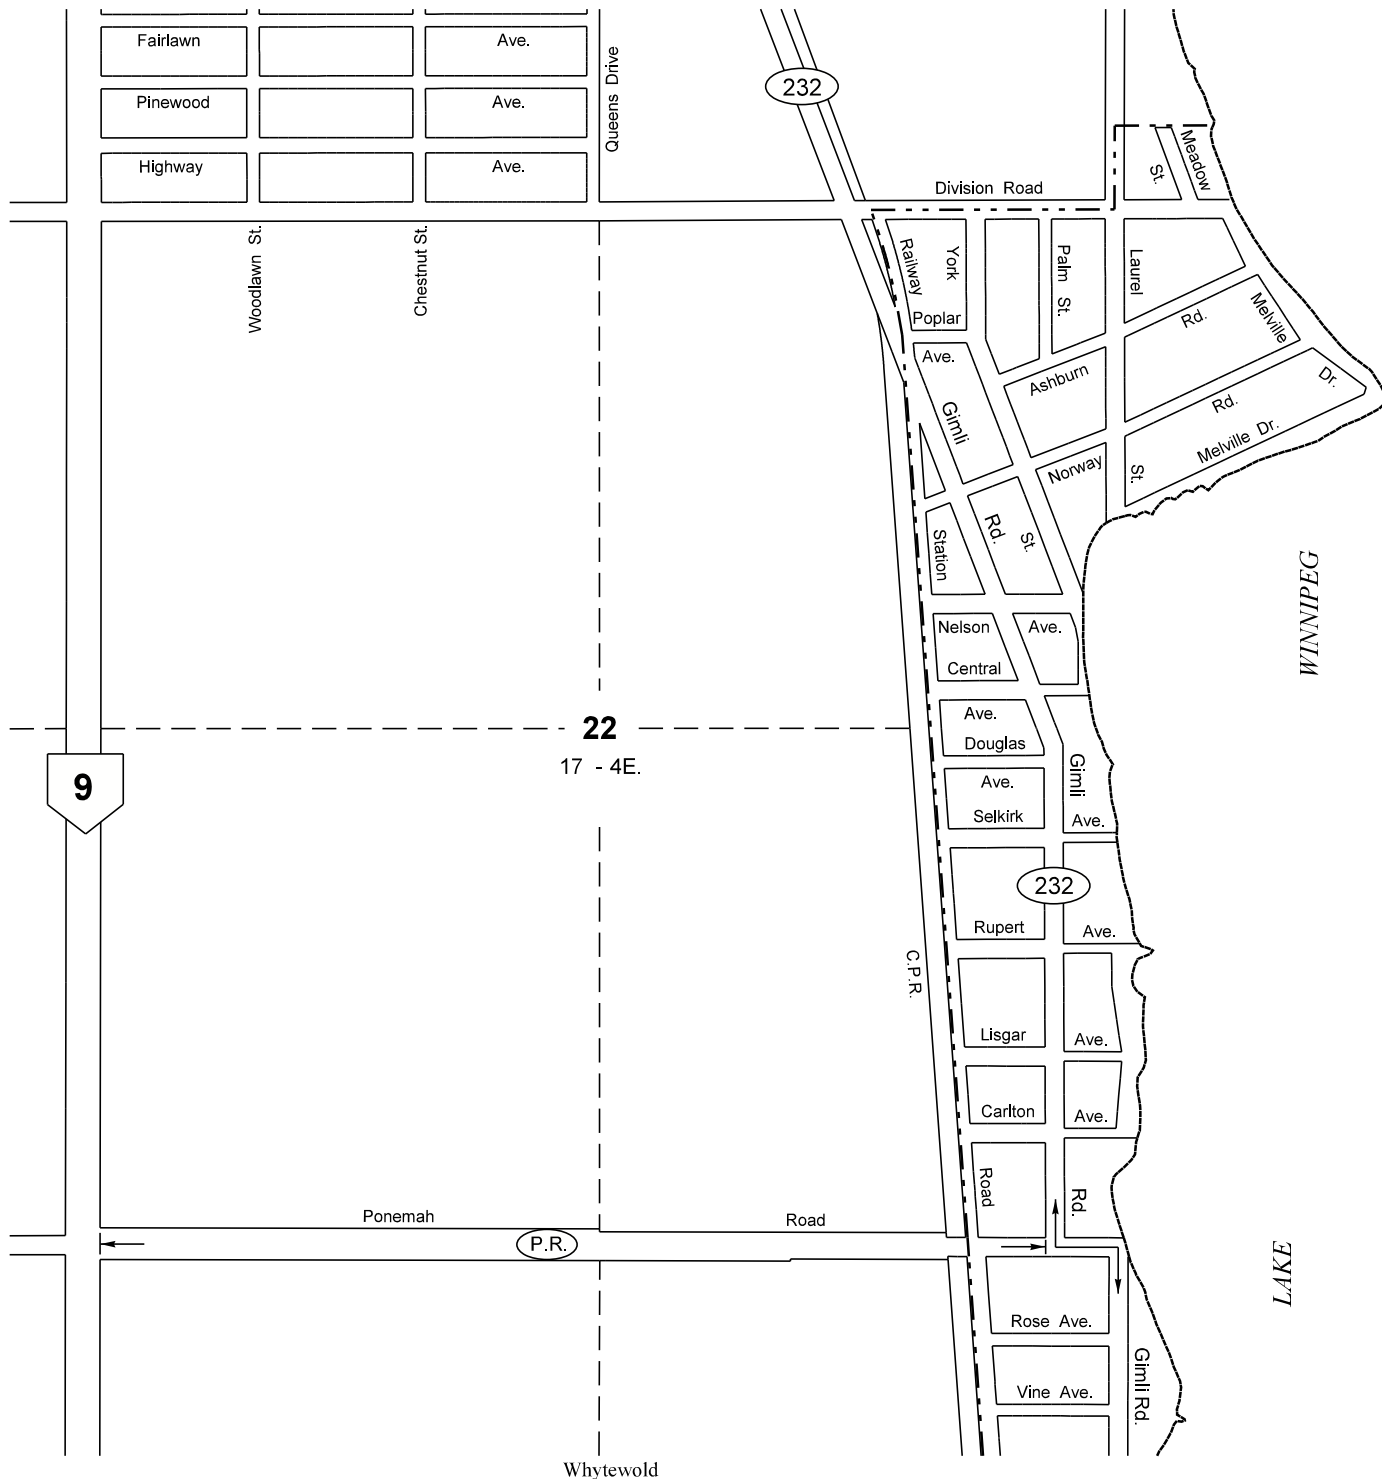 Fairlawn Ave.
Pinewood Ave.
Highway Ave.
Queens Drive
232
Meadow St.
Division Road
Woodlawn St.
Chestnut St.
Railway
York
Palm St.
Laurel
Poplar
Ave.
Gimli
Ashburn
Rd.
Melville
Dr.
Rd.
Melville Dr.
Norway
St.
Rd.
St.
Station
WINNIPEG
Nelson Ave.
Central
Ave.
22
17 - 4E.
Douglas
Ave.
Gimli
9
Selkirk Ave.
232
Rupert Ave.
C.P.R.
Lisgar Ave.
Carlton Ave.
Road
Rd.
Ponemah Road
P.R.
LAKE
Rose Ave.
Gimli Rd.
Vine Ave.
Whytewold